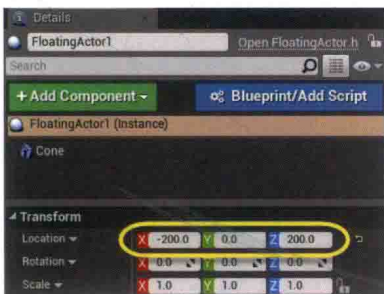 Details
FloatingActor1 Open FloatingActor.h
Search
+Add Component Blueprint/Add Script
FloatingActor1 (Instance)
Cone
Transform
Location X -200.0 Y 0.0 Z 200.0
Rotation X 0.0 Y 0.0 Z 0.0
Scale X 1.0 Y 1.0 Z 1.0